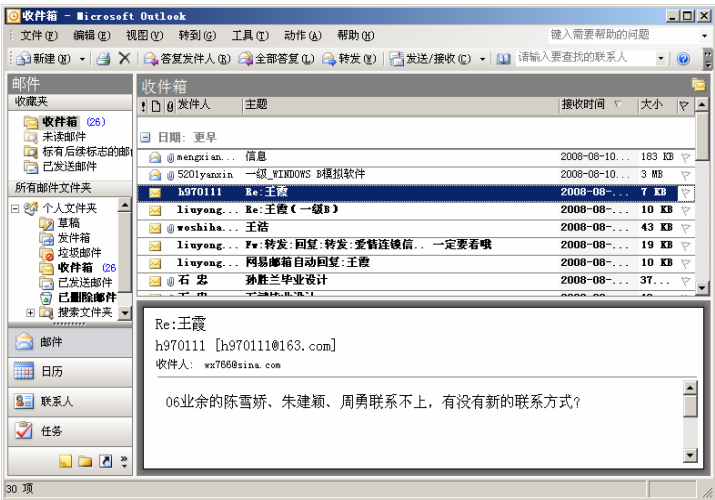 收件箱 - Microsoft Outlook
文件(F) 编辑(E) 视图(V) 转到(G) 工具(T) 动作(A) 帮助(H) 键入需要帮助的问题
新建(N) 答复发件人(R) 全部答复(L) 转发(W) 发送/接收(C) 请输入要查找的联系人
邮件
收藏夹
收件箱 (26)
未读邮件
标有后续标志的邮
已发送邮件
所有邮件文件夹
个人文件夹
草稿
发件箱
垃圾邮件
收件箱 (26
已发送邮件
已删除邮件
搜索文件夹
邮件
日历
联系人
任务
收件箱
发件人 主题 接收时间 大小
日期: 更早
mengxian... 信息 2008-08-10... 183 KB
5201yanxin 一级_WINDOWS B模拟软件 2008-08-10... 3 MB
h970111 Re:王霞 2008-08-... 7 KB
liuyong... Re:王霞(一级B) 2008-08-... 10 KB
woshiha... 王浩 2008-08-... 43 KB
liuyong... Fw:转发:回复:转发:爱情连锁信.. 一定要看哦 2008-08-... 19 KB
liuyong... 网易邮箱自动回复:王霞 2008-08-... 10 KB
石 忠 孙胜兰毕业设计 2008-08-... 37...
Re:王霞
h970111 [h970111@163.com]
收件人: wx766@sina.com
06业余的陈雪娇、朱建颖、周勇联系不上，有没有新的联系方式?
30 项